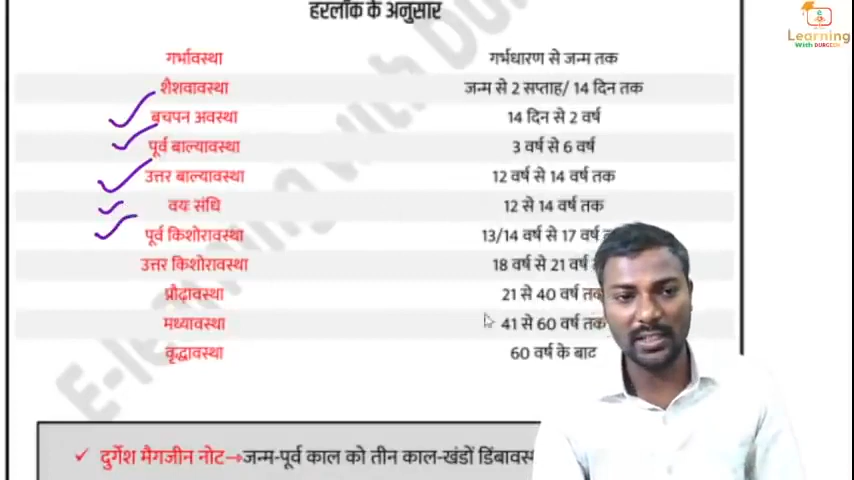 हरलॉक के अनुसार
Learning
With DURGESH
गर्भावस्था गर्भधारण से जन्म तक
शैशवावस्था जन्म से 2 सप्ताह/ 14 दिन तक
बचपन अवस्था 14 दिन से 2 वर्ष
पूर्व बाल्यावस्था 3 वर्ष से 6 वर्ष
उत्तर बाल्यावस्था 12 वर्ष से 14 वर्ष तक
वयः संधि 12 से 14 वर्ष तक
पूर्व किशोरावस्था 13/14 वर्ष से 17 वर्ष
उत्तर किशोरावस्था 18 वर्ष से 21 वर्ष
प्रौढ़ावस्था 21 से 40 वर्ष तक
मध्यावस्था 41 से 60 वर्ष तक
वृद्धावस्था 60 वर्ष के बाद
दुर्गेश मैगजीन नोट→जन्म-पूर्व काल को तीन काल-खंडों